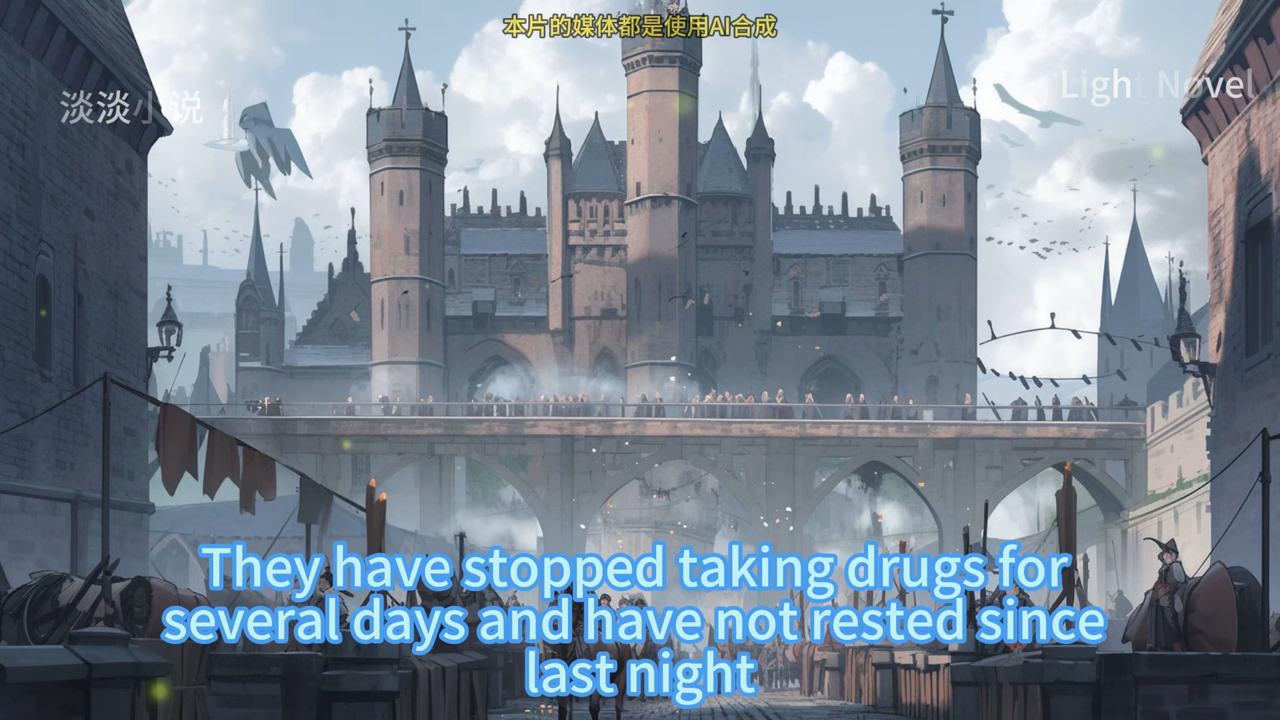 本片的媒体都是使用AI合成
淡淡小说
Light Novel
They have stopped taking drugs for
several days and have not rested since
last night